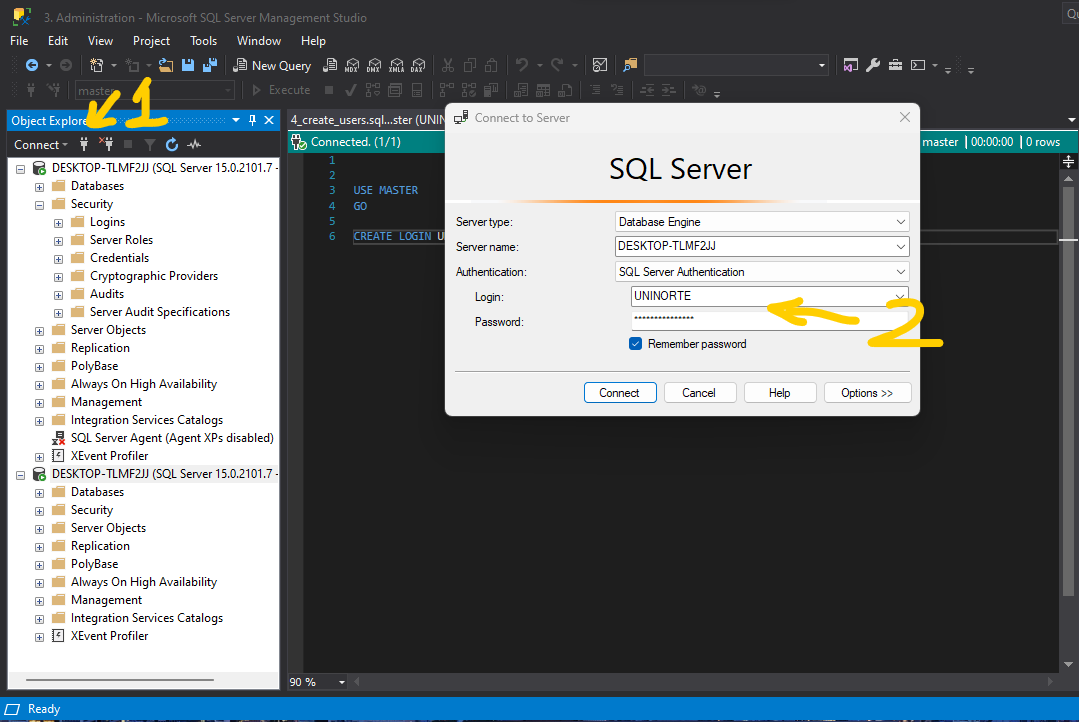 3. Administration - Microsoft SQL Server Management Studio
Qu
File Edit View Project Tools Window Help
New Query MDX DMX XMLA DAX
master Execute
1
Object Explore
4_create_users.sql...ster (UNIN
Connect
Connected. (1/1)
master 00:00:00 0 rows
DESKTOP-TLMF2JJ (SQL Server 15.0.2101.7 -
Databases
Security
Logins
Server Roles
Credentials
Cryptographic Providers
Audits
Server Audit Specifications
Server Objects
Replication
PolyBase
Always On High Availability
Management
Integration Services Catalogs
SQL Server Agent (Agent XPs disabled)
XEvent Profiler
DESKTOP-TLMF2JJ (SQL Server 15.0.2101.7 -
Databases
Security
Server Objects
Replication
PolyBase
Always On High Availability
Management
Integration Services Catalogs
XEvent Profiler
1
2
3 USE MASTER
4 GO
5
6 CREATE LOGIN U
90 %
Connect to Server
SQL Server
Server type: Database Engine
Server name: DESKTOP-TLMF2JJ
Authentication: SQL Server Authentication
Login: UNINORTE
Password: ***************
2
Remember password
Connect Cancel Help Options >>
Ready